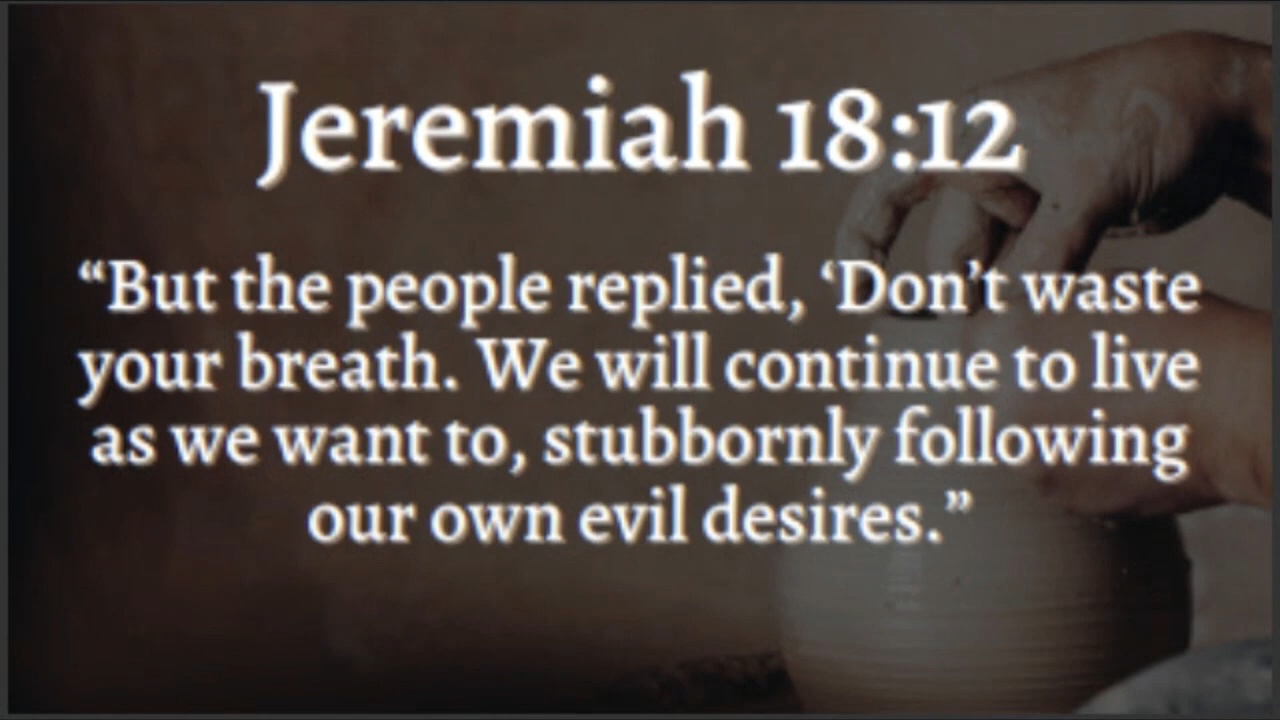 Jeremiah 18:12
“But the people replied, ‘Don’t waste
your breath. We will continue to live
as we want to, stubbornly following
our own evil desires.”